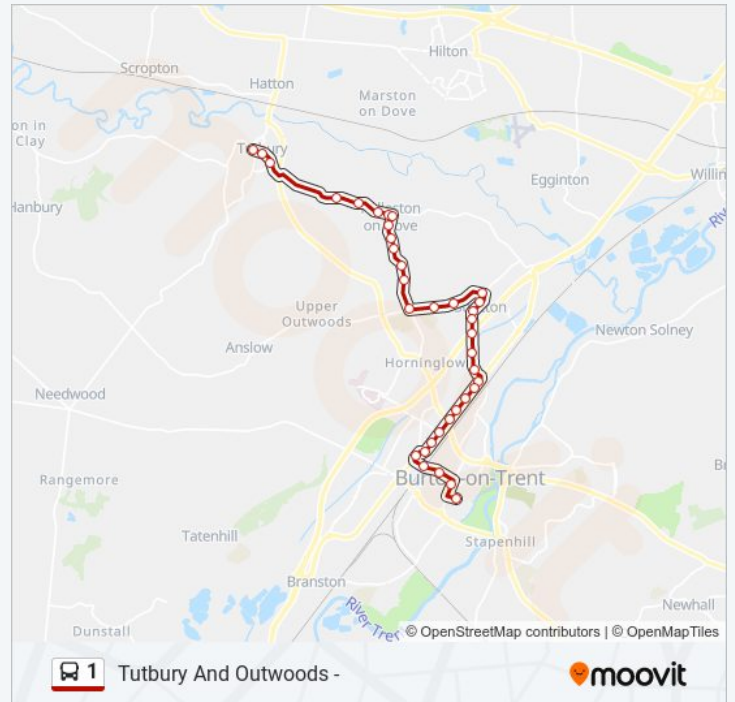 Hilton
Scropton
Hatton
Marston
on Dove
on in
Clay
Tutbury
Egginton
Willin
Hanbury
on Dove
Upper
Outwoods
Newton Solney
Anslow
Horninglow
Needwood
Burton-on-Trent
Rangemore
Stapenhill
Tatenhill
Branston
Newhall
River Tren
Dunstall
© OpenStreetMap contributors | © OpenMapTiles
1 Tutbury And Outwoods -
moovit